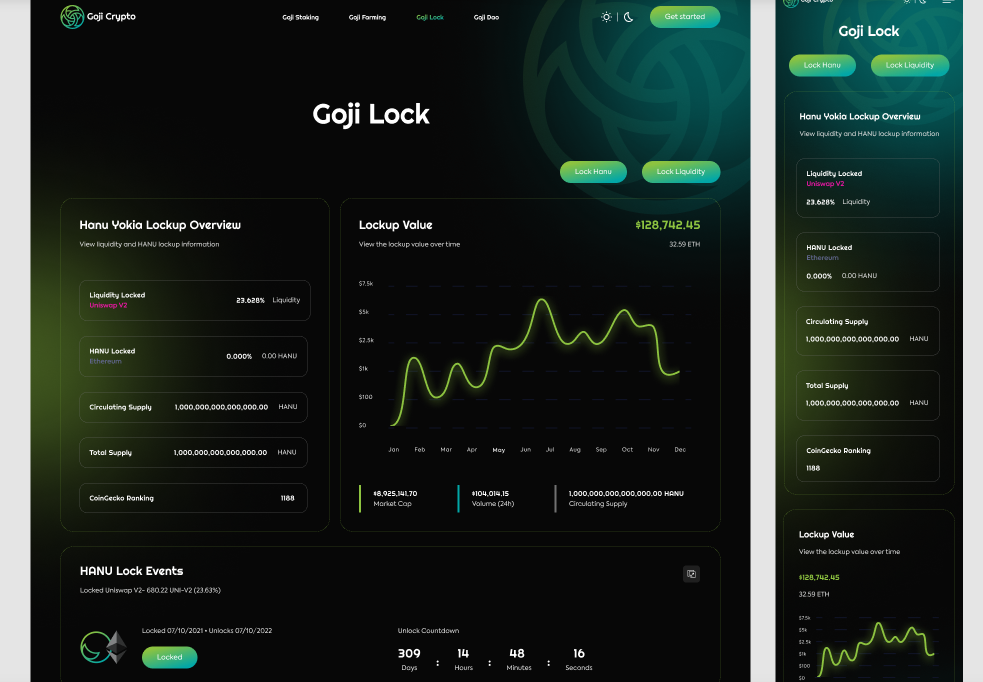 Goji Crypto
Goji Staking
Goji Farming
Goji Lock
Goji Dao
Get started
Goji Lock
Lock Hanu
Lock Liquidity
Hanu Yokia Lockup Overview
View liquidity and HANU lockup information
Liquidity Locked
Uniswap V2
23.628% Liquidity
HANU Locked
Ethereum
0.000% 0.00 HANU
Circulating Supply 1,000,000,000,000,000.00 HANU
Total Supply 1,000,000,000,000,000.00 HANU
CoinGecko Ranking 1188
Lockup Value
$128,742.45
View the lockup value over time
32.59 ETH
$7.5k
$5k
$2.5k
$1k
$100
$0
Jan Feb Mar Apr May Jun Jul Aug Sep Oct Nov Dec
$8,925,141.70
Market Cap
$104,014.15
Volume (24h)
1,000,000,000,000,000.00 HANU
Circulating Supply
HANU Lock Events
Locked Uniswap V2- 680.22 UNI-V2 (23.63%)
Locked 07/10/2021 • Unlocks 07/10/2022
Locked
Unlock Countdown
309 : 14 : 48 : 16
Days Hours Minutes Seconds
Goji Crypto
Goji Lock
Lock Hanu
Lock Liquidity
Hanu Yokia Lockup Overview
View liquidity and HANU lockup information
Liquidity Locked
Uniswap V2
23.628% Liquidity
HANU Locked
Ethereum
0.000% 0.00 HANU
Circulating Supply
1,000,000,000,000,000.00 HANU
Total Supply
1,000,000,000,000,000.00 HANU
CoinGecko Ranking
1188
Lockup Value
View the lockup value over time
$128,742.45
32.59 ETH
$7.5k
$5k
$2.5k
$1k
$100
$0